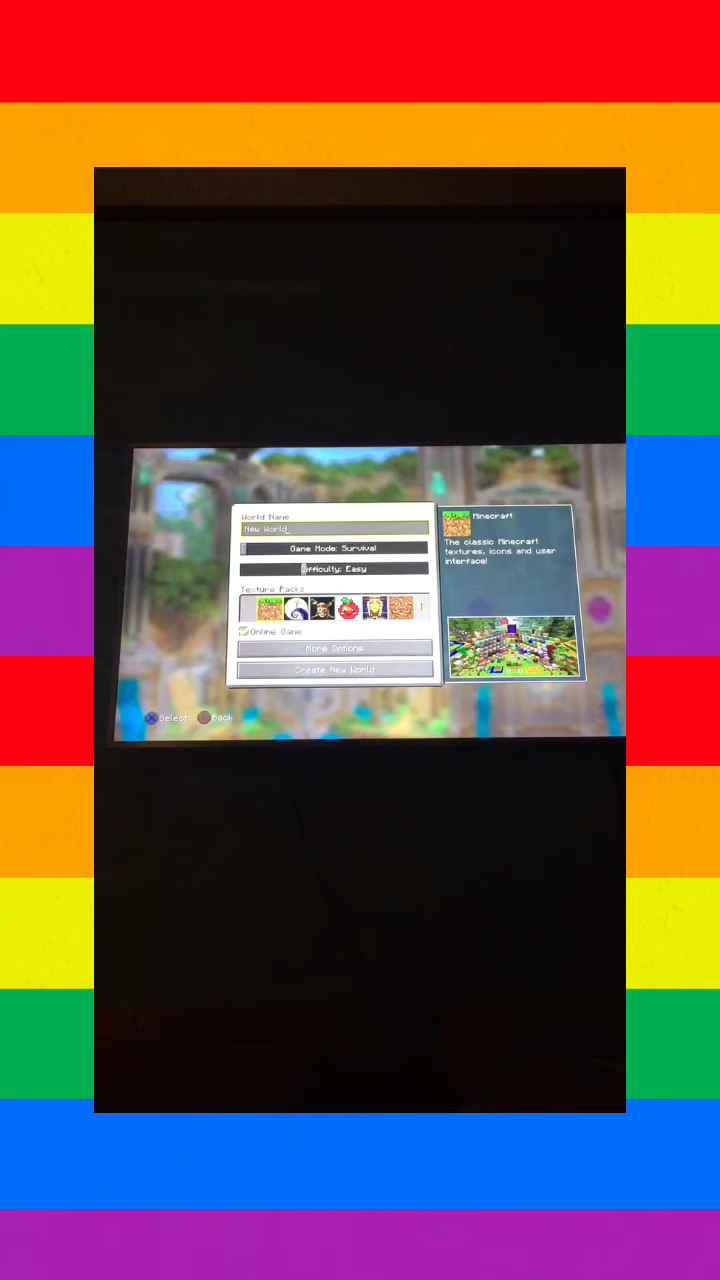 World Name
New World_
Game Mode: Survival
Difficulty: Easy
Texture Packs
Online Game
More Options
Create New World
Minecraft
The classic Minecraft
textures, icons and user
interface!
Select
Back